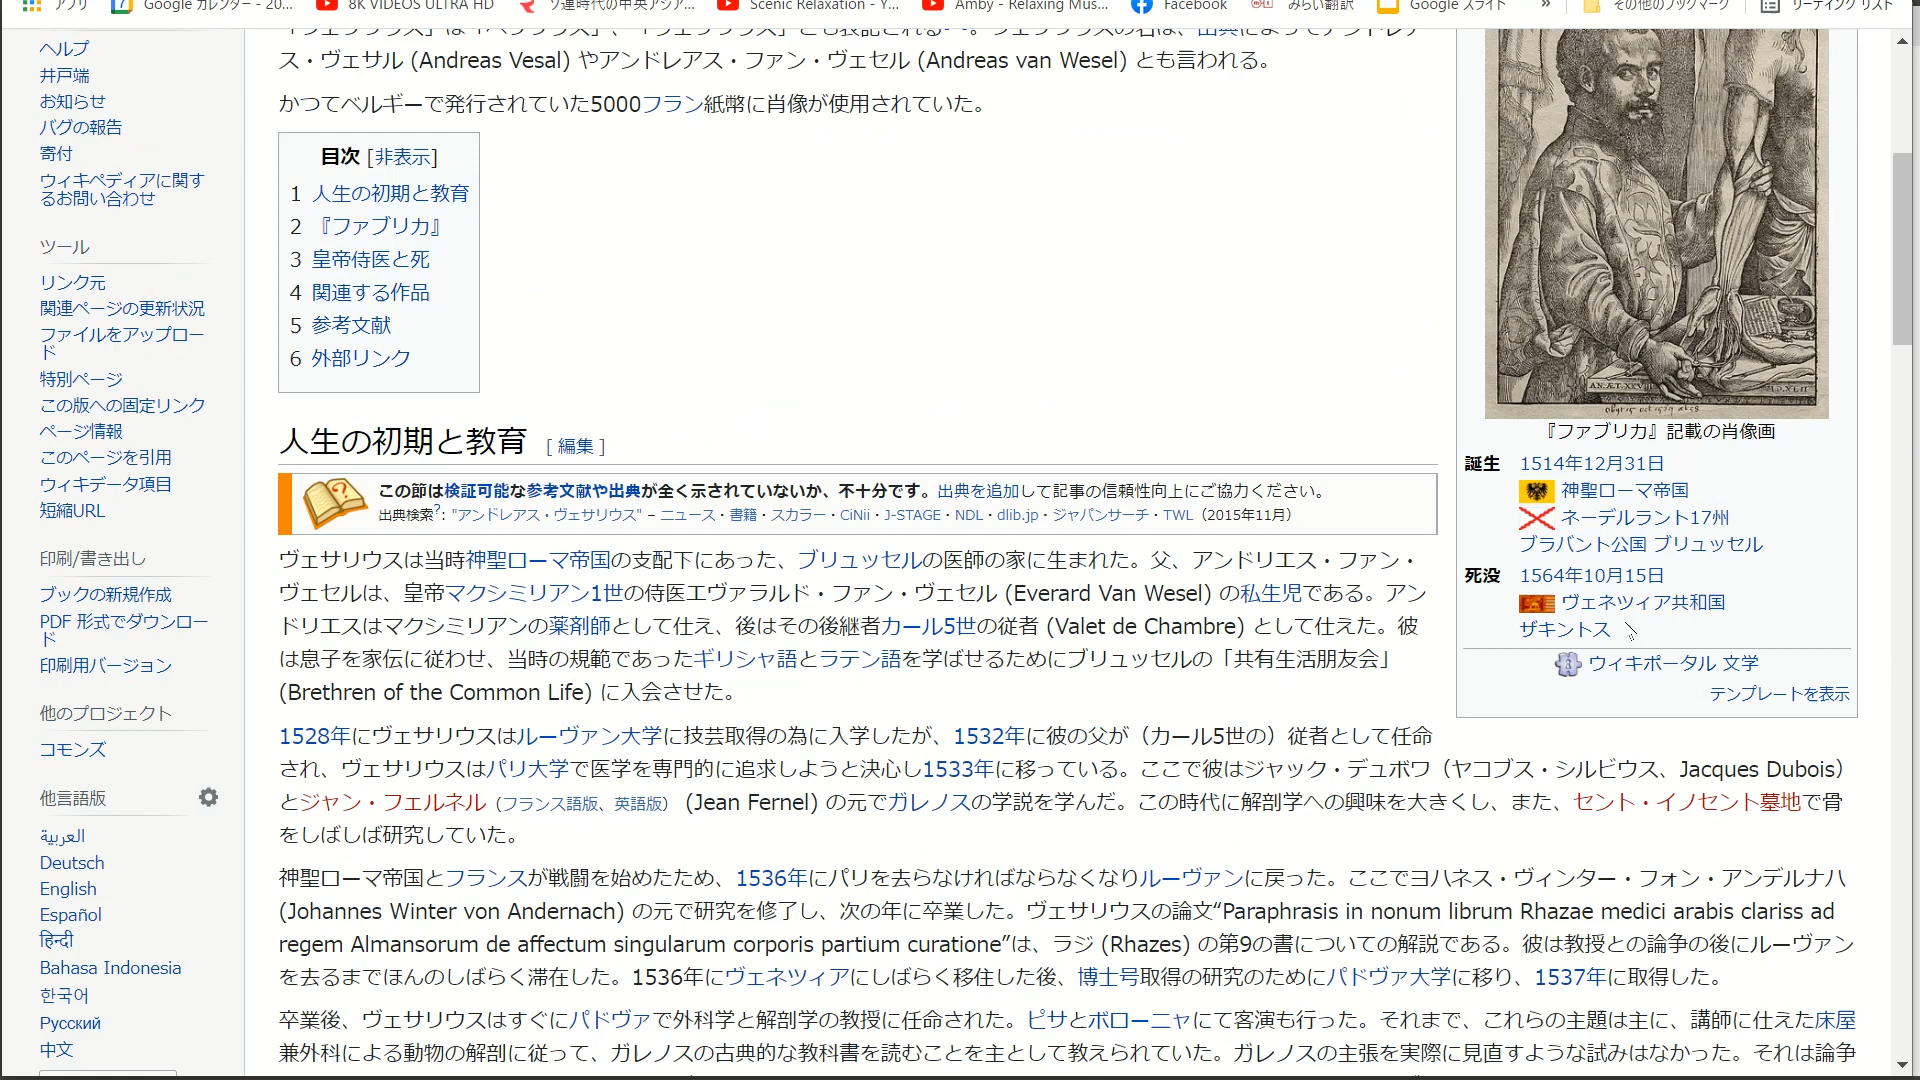 アプリ
Google カレンダー - 20...
8K VIDEOS ULTRA HD
ソ連時代の中央アジア...
Scenic Relaxation - Y...
Amby - Relaxing Mus...
Facebook
みらい翻訳
Google スライド
»
その他のブックマーク
リーディング リスト
ヘルプ
井戸端
お知らせ
バグの報告
寄付
ウィキペディアに関す
るお問い合わせ
ツール
リンク元
関連ページの更新状況
ファイルをアップロー
ド
特別ページ
この版への固定リンク
ページ情報
このページを引用
ウィキデータ項目
短縮URL
印刷/書き出し
ブックの新規作成
PDF 形式でダウンロー
ド
印刷用バージョン
他のプロジェクト
コモンズ
他言語版
العربية
Deutsch
English
Español
हिन्दी
Bahasa Indonesia
한국어
Русский
中文
ス・ヴェサル (Andreas Vesal) やアンドレアス・ファン・ヴェセル (Andreas van Wesel) とも言われる。
かつてベルギーで発行されていた5000フラン紙幣に肖像が使用されていた。
目次 [非表示]
1 人生の初期と教育
2 『ファブリカ』
3 皇帝侍医と死
4 関連する作品
5 参考文献
6 外部リンク
人生の初期と教育 [ 編集 ]
この節は検証可能な参考文献や出典が全く示されていないか、不十分です。出典を追加して記事の信頼性向上にご協力ください。
出典検索?: "アンドレアス・ヴェサリウス" – ニュース・書籍・スカラー・CiNii・J-STAGE・NDL・dlib.jp・ジャパンサーチ・TWL（2015年11月）
ヴェサリウスは当時神聖ローマ帝国の支配下にあった、ブリュッセルの医師の家に生まれた。父、アンドリエス・ファン・
ヴェセルは、皇帝マクシミリアン1世の侍医エヴァラルド・ファン・ヴェセル (Everard Van Wesel) の私生児である。アン
ドリエスはマクシミリアンの薬剤師として仕え、後はその後継者カール5世の従者 (Valet de Chambre) として仕えた。彼
は息子を家伝に従わせ、当時の規範であったギリシャ語とラテン語を学ばせるためにブリュッセルの「共有生活朋友会」
(Brethren of the Common Life) に入会させた。
1528年にヴェサリウスはルーヴァン大学に技芸取得の為に入学したが、1532年に彼の父が（カール5世の）従者として任命
され、ヴェサリウスはパリ大学で医学を専門的に追求しようと決心し1533年に移っている。ここで彼はジャック・デュボワ（ヤコブス・シルビウス、Jacques Dubois）
とジャン・フェルネル（フランス語版、英語版） (Jean Fernel) の元でガレノスの学説を学んだ。この時代に解剖学への興味を大きくし、また、セント・イノセント墓地で骨
をしばしば研究していた。
神聖ローマ帝国とフランスが戦闘を始めたため、1536年にパリを去らなければならなくなりルーヴァンに戻った。ここでヨハネス・ヴィンター・フォン・アンデルナハ
(Johannes Winter von Andernach) の元で研究を修了し、次の年に卒業した。ヴェサリウスの論文“Paraphrasis in nonum librum Rhazae medici arabis clariss ad
regem Almansorum de affectum singularum corporis partium curatione”は、ラジ (Rhazes) の第9の書についての解説である。彼は教授との論争の後にルーヴァン
を去るまでほんのしばらく滞在した。1536年にヴェネツィアにしばらく移住した後、博士号取得の研究のためにパドヴァ大学に移り、1537年に取得した。
卒業後、ヴェサリウスはすぐにパドヴァで外科学と解剖学の教授に任命された。ピサとボローニャにて客演も行った。それまで、これらの主題は主に、講師に仕えた床屋
兼外科による動物の解剖に従って、ガレノスの古典的な教科書を読むことを主として教えられていた。ガレノスの主張を実際に見直すような試みはなかった。それは論争
『ファブリカ』記載の肖像画
誕生 1514年12月31日
神聖ローマ帝国
ネーデルラント17州
ブラバント公国 ブリュッセル
死没 1564年10月15日
ヴェネツィア共和国
ザキントス
ウィキポータル 文学
テンプレートを表示